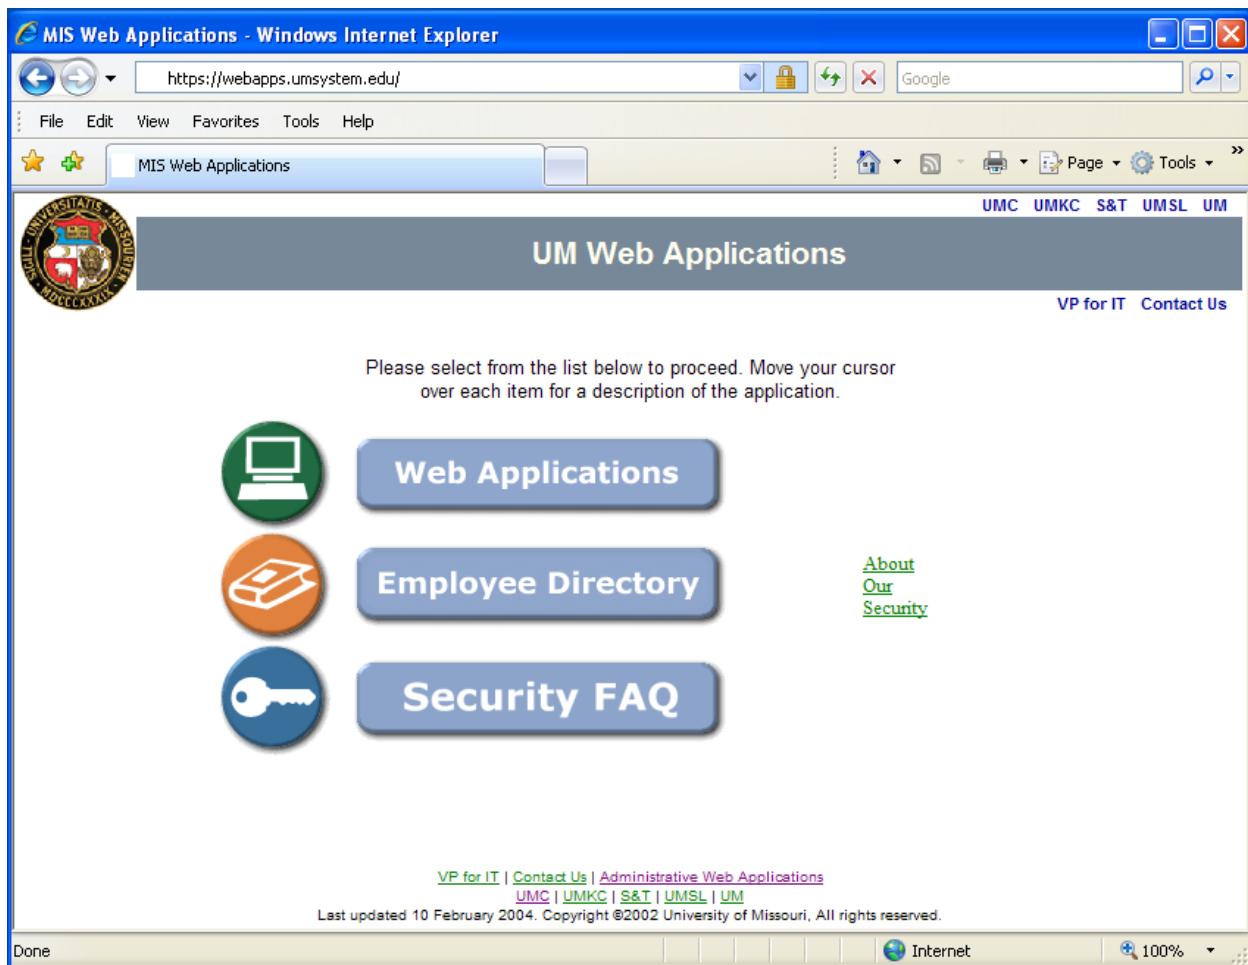 MIS Web Applications - Windows Internet Explorer
https://webapps.umsystem.edu/ Google
File Edit View Favorites Tools Help
MIS Web Applications Page Tools »
UMC UMKC S&T UMSL UM
UM Web Applications
VP for IT Contact Us
Please select from the list below to proceed. Move your cursor
over each item for a description of the application.
Web Applications
Employee Directory
About
Our
Security
Security FAQ
VP for IT | Contact Us | Administrative Web Applications
UMC | UMKC | S&T | UMSL | UM
Last updated 10 February 2004. Copyright ©2002 University of Missouri, All rights reserved.
Done Internet 100%